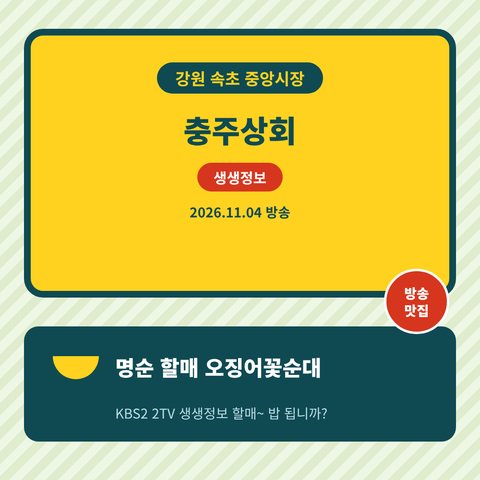 강원 속초 중앙시장
충주상회
생생정보
2026.11.04 방송
방송
맛집
명순 할매 오징어꽃순대
KBS2 2TV 생생정보 할매~ 밥 됩니까?